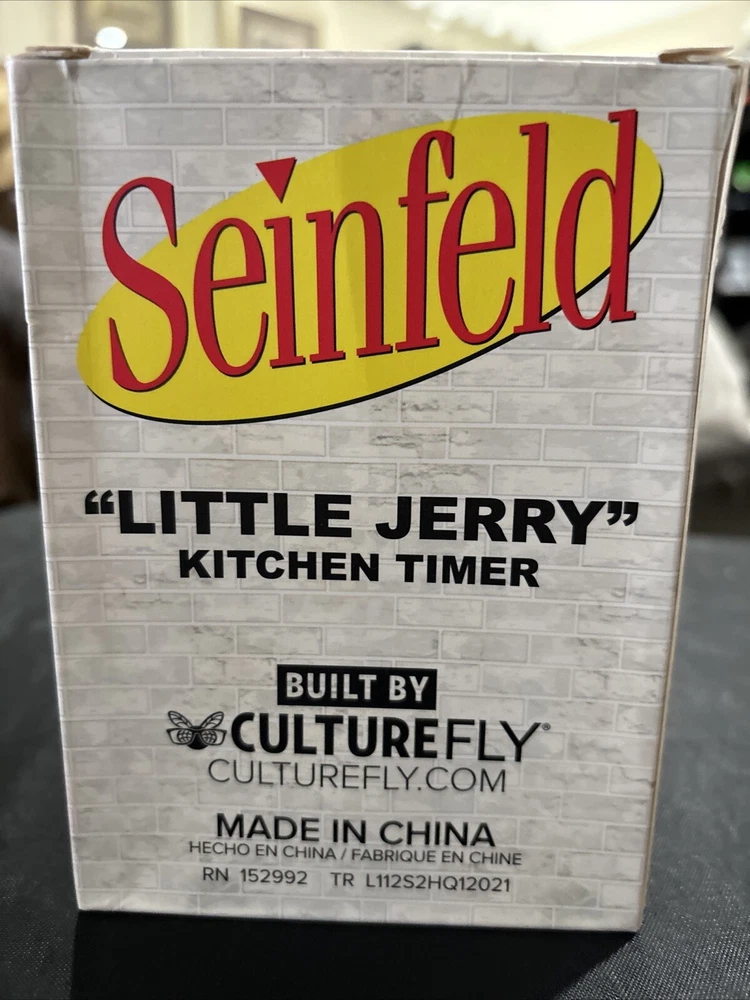 Seinfeld
“LITTLE JERRY”
KITCHEN TIMER
BUILT BY
CULTUREFLY®
CULTUREFLY.COM
MADE IN CHINA
HECHO EN CHINA / FABRIQUE EN CHINE
RN 152992 TR L112S2HQ12021